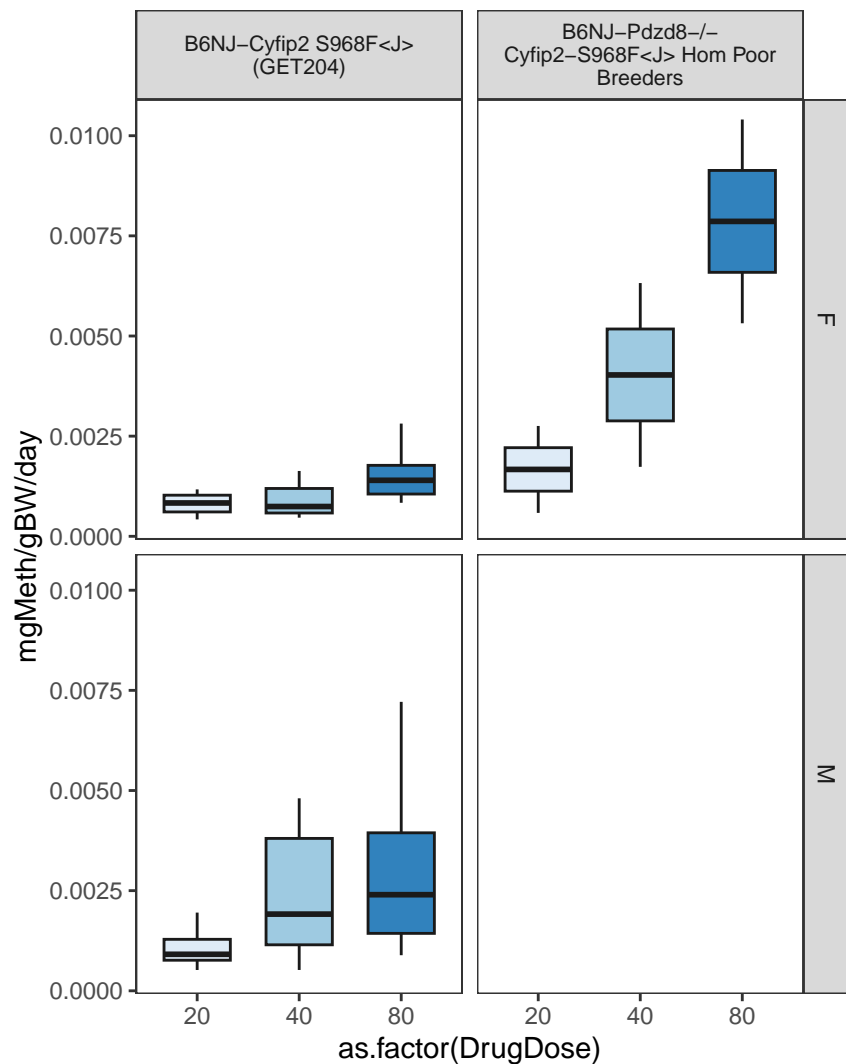 B6NJ−Cyfip2 S968F<J>
(GET204)
B6NJ−Pdzd8−/−
Cyfip2−S968F<J> Hom Poor
Breeders
F
M
0.0100
0.0075
0.0050
0.0025
0.0000
0.0100
0.0075
0.0050
0.0025
0.0000
mgMeth/gBW/day
20
40
80
20
40
80
as.factor(DrugDose)